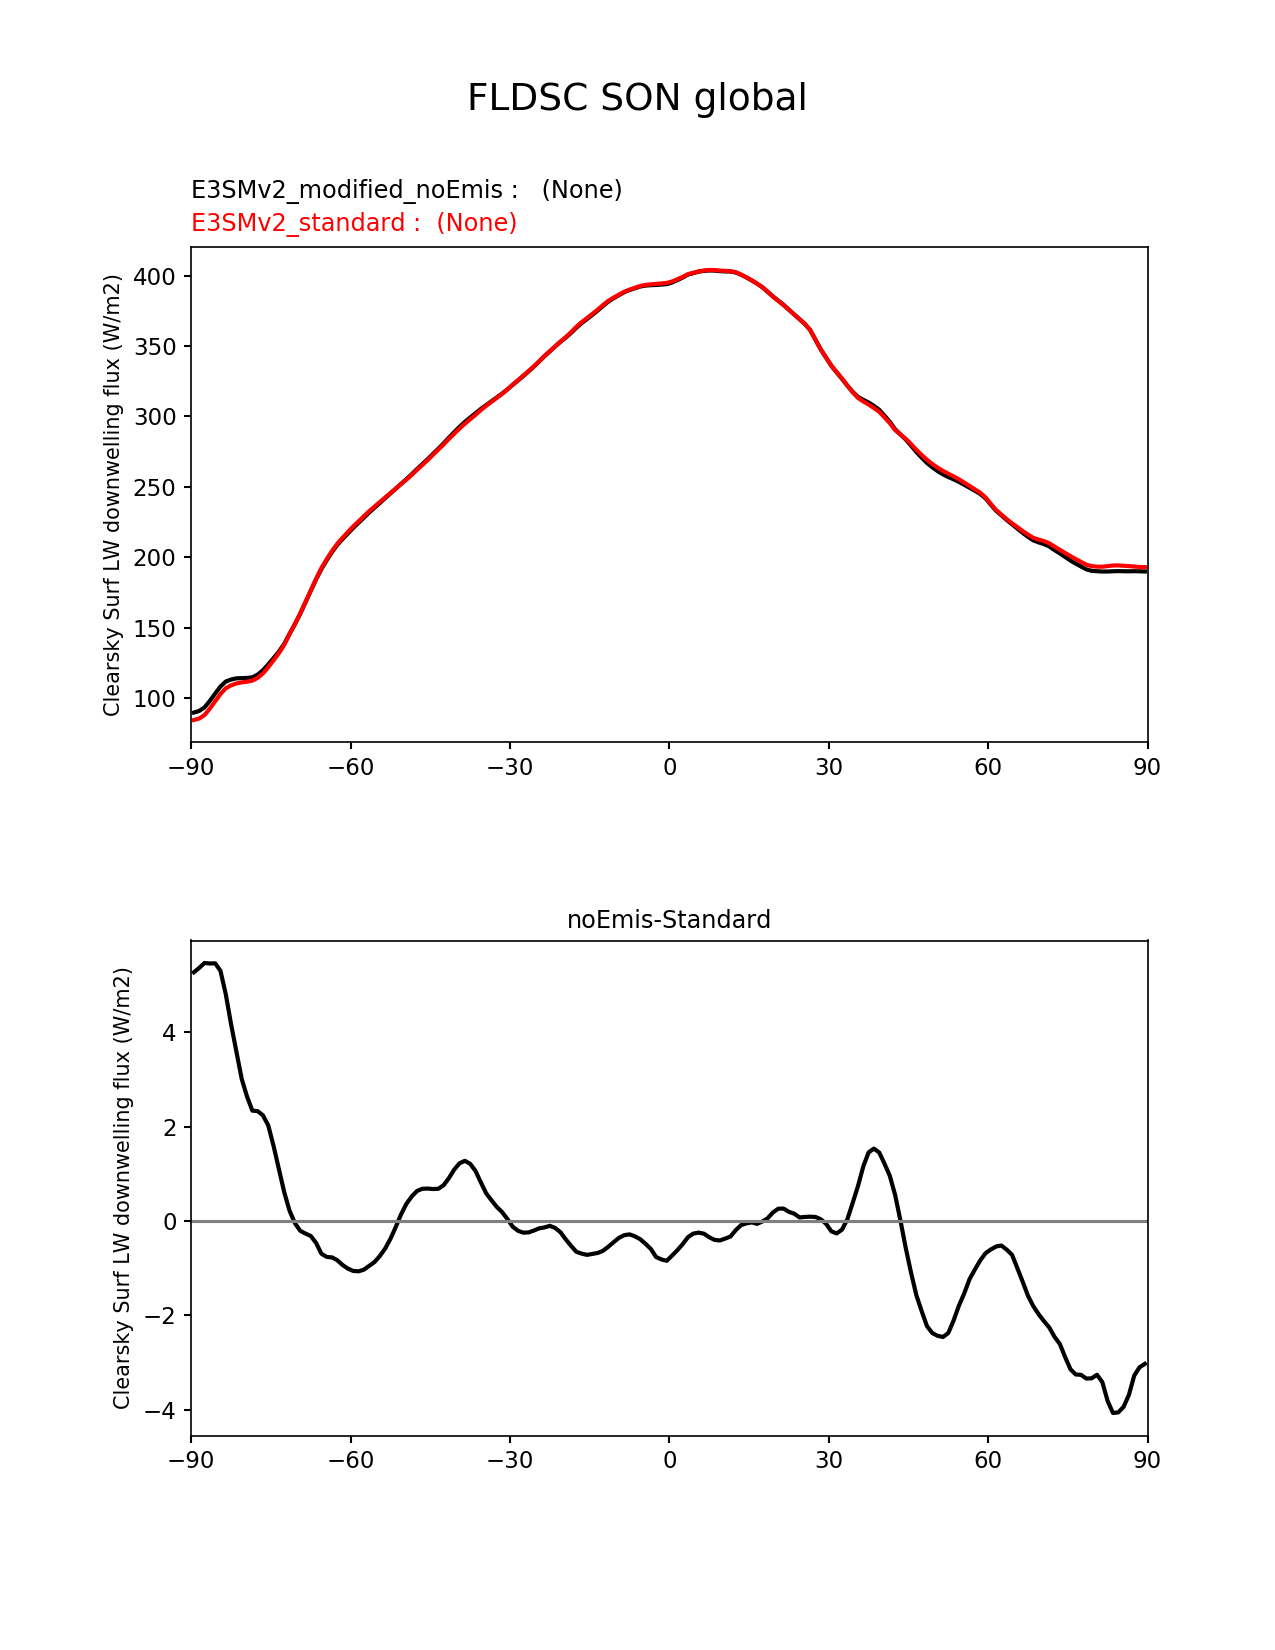 FLDSC SON global
E3SMv2_modified_noEmis :   (None)
E3SMv2_standard :  (None)
Clearsky Surf LW downwelling flux (W/m2)
400
350
300
250
200
150
100
−90 −60 −30 0 30 60 90
noEmis-Standard
Clearsky Surf LW downwelling flux (W/m2)
4
2
0
−2
−4
−90 −60 −30 0 30 60 90